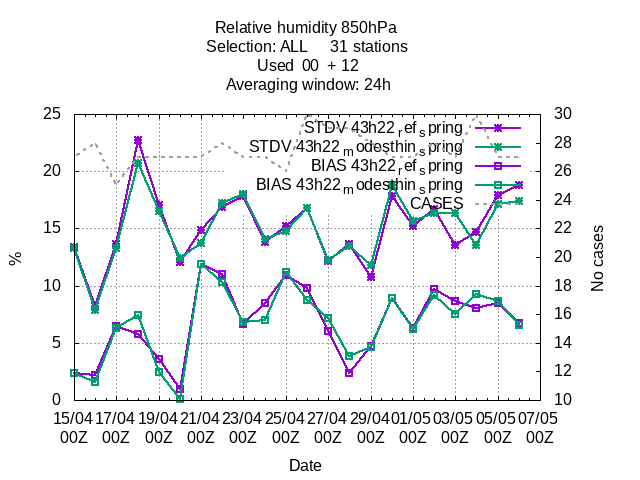 Relative humidity 850hPa
Selection: ALL 31 stations
Used 00 + 12
Averaging window: 24h
25 30
STDV 43h22_ref_spring
28
STDV 43h22_modesthin_spring
20 BIAS 43h22_ref_spring 26
BIAS 43h22_modesthin_spring
CASES 24
15 22
% 20 No cases
10 18
16
5 14
12
0 10
15/04 17/04 19/04 21/04 23/04 25/04 27/04 29/04 01/05 03/05 05/05 07/05
00Z 00Z 00Z 00Z 00Z 00Z 00Z 00Z 00Z 00Z 00Z 00Z
Date